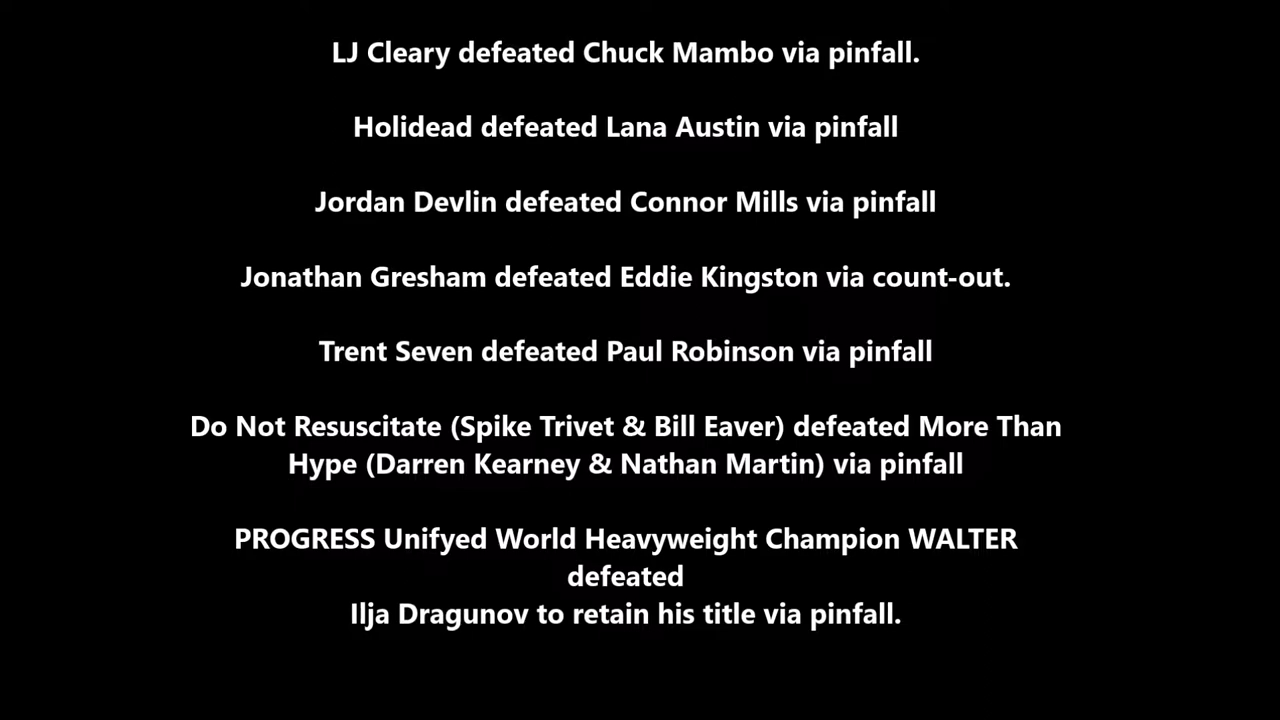 LJ Cleary defeated Chuck Mambo via pinfall.
Holidead defeated Lana Austin via pinfall
Jordan Devlin defeated Connor Mills via pinfall
Jonathan Gresham defeated Eddie Kingston via count-out.
Trent Seven defeated Paul Robinson via pinfall
Do Not Resuscitate (Spike Trivet & Bill Eaver) defeated More Than
Hype (Darren Kearney & Nathan Martin) via pinfall
PROGRESS Unifyed World Heavyweight Champion WALTER
defeated
Ilja Dragunov to retain his title via pinfall.